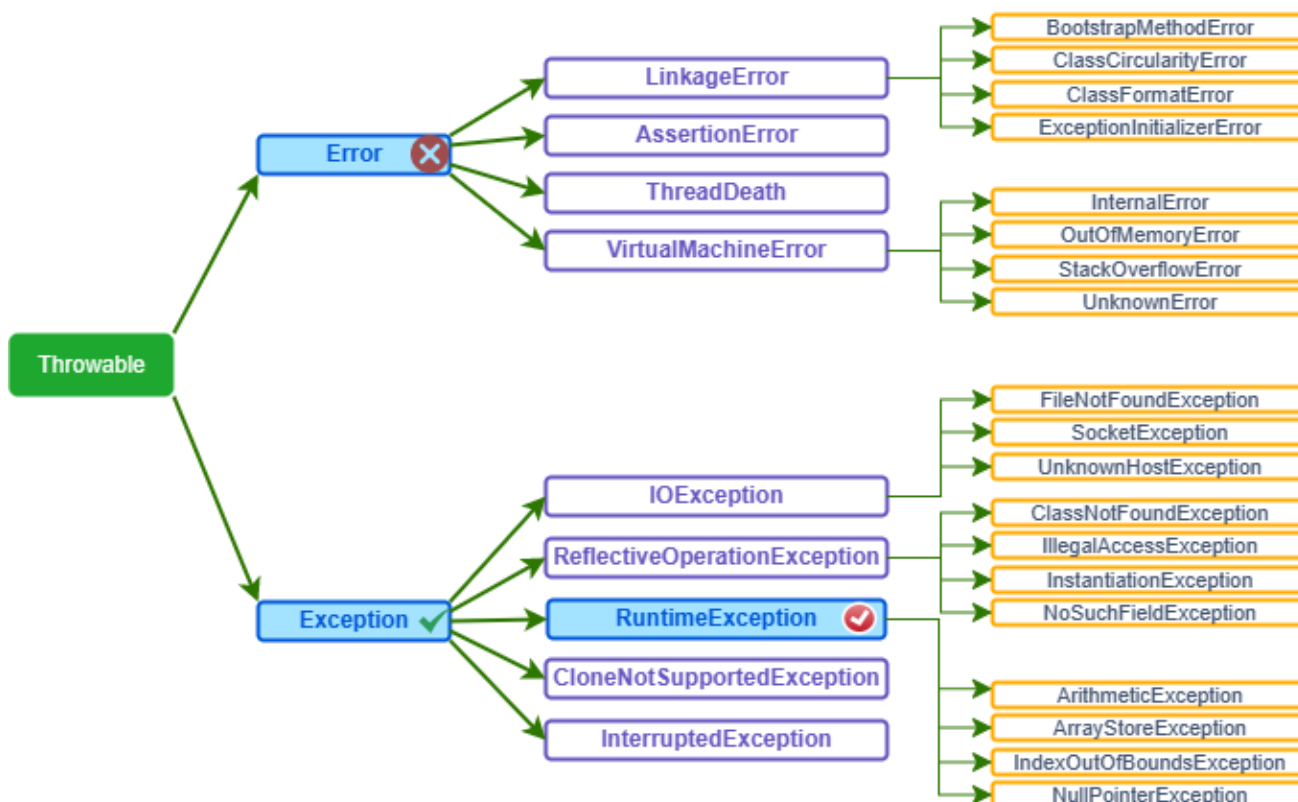 Throwable
Error
LinkageError
AssertionError
ThreadDeath
VirtualMachineError
BootstrapMethodError
ClassCircularityError
ClassFormatError
ExceptionInitializerError
InternalError
OutOfMemoryError
StackOverflowError
UnknownError
Exception
IOException
ReflectiveOperationException
RuntimeException
CloneNotSupportedException
InterruptedException
FileNotFoundException
SocketException
UnknownHostException
ClassNotFoundException
IllegalAccessException
InstantiationException
NoSuchFieldException
ArithmeticException
ArrayStoreException
IndexOutOfBoundsException
NullPointerException